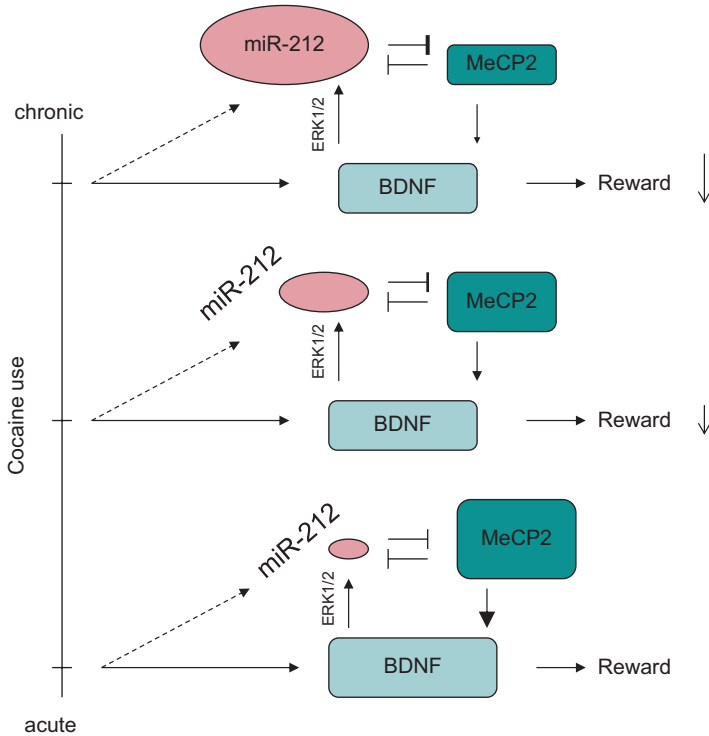 miR-212
MeCP2
chronic
ERK1/2
BDNF
Reward
miR-212
MeCP2
ERK1/2
BDNF
Reward
Cocaine use
miR-212
MeCP2
ERK1/2
BDNF
Reward
acute